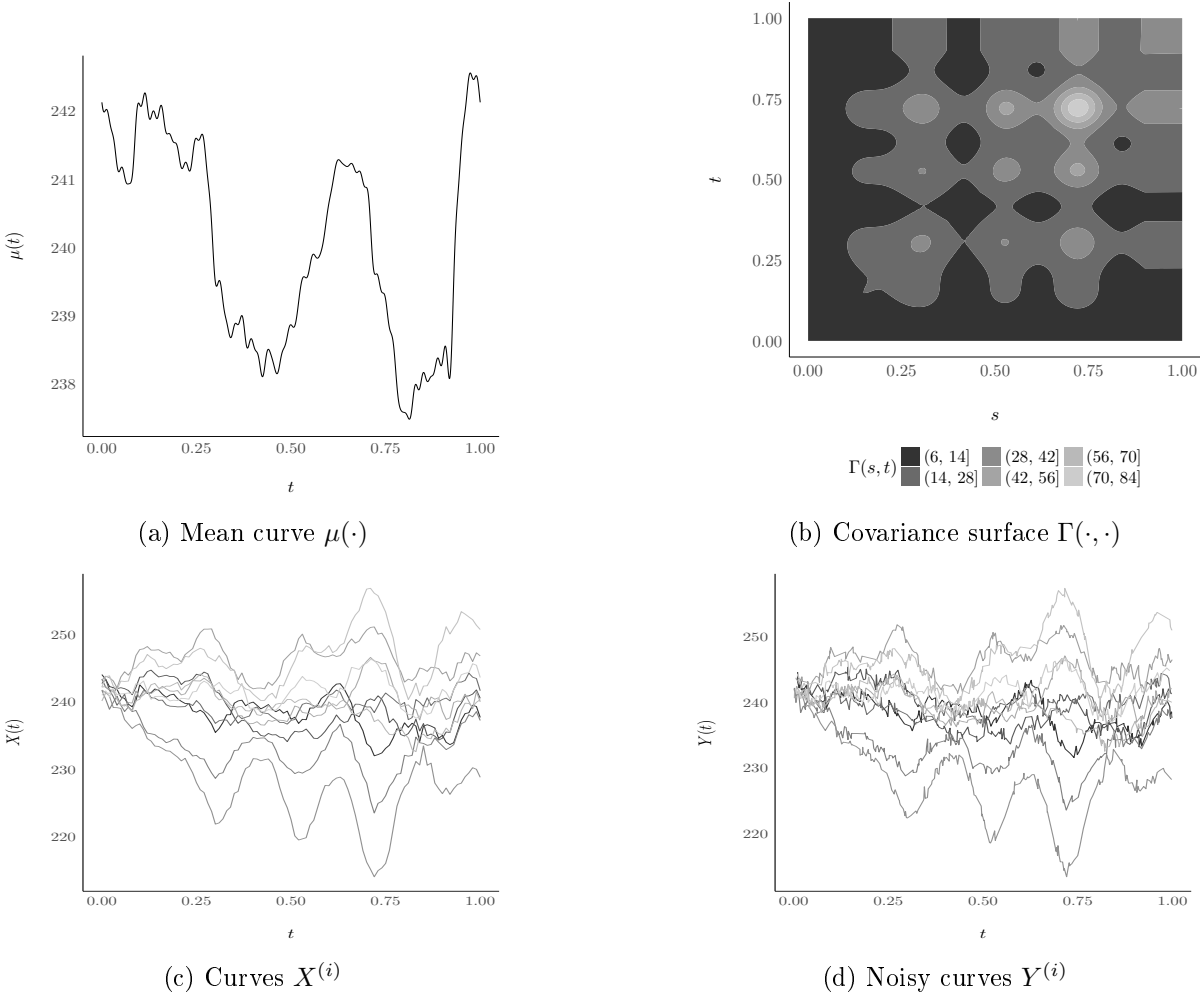 242
241
240
239
238
μ(t)
0.00 0.25 0.50 0.75 1.00
t
(a) Mean curve μ(·)
1.00
0.75
0.50
0.25
0.00
t
0.00 0.25 0.50 0.75 1.00
s
Γ(s,t) (6, 14] (28, 42] (56, 70]
(14, 28] (42, 56] (70, 84]
(b) Covariance surface Γ(·, ·)
250
240
230
220
X(t)
0.00 0.25 0.50 0.75 1.00
t
(c) Curves X^{(i)}
250
240
230
220
Y(t)
0.00 0.25 0.50 0.75 1.00
t
(d) Noisy curves Y^{(i)}